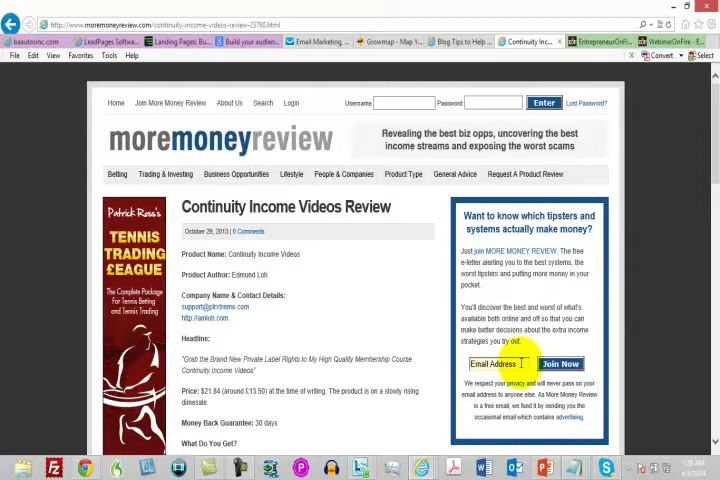 http://www.moremoneyreview.com/continuity-income-videos-review-23760.html
baautosinc.com
LeadPages Softwa...
Landing Pages: Bu...
Build your audien...
Email Marketing, ...
Growmap - Map Y...
Blog Tips to Help ...
Continuity Inc...
EntrepreneurOnFi...
WebinarOnFire - E...
File Edit View Favorites Tools Help
Convert Select
Home Join More Money Review About Us Search Login Username Password Enter Lost Password?
moremoneyreview
Revealing the best biz opps, uncovering the best
income streams and exposing the worst scams
Betting Trading & Investing Business Opportunities Lifestyle People & Companies Product Type General Advice Request A Product Review
Patrick Ross's
TENNIS
TRADING
£EAGUE
The Complete Package
For Tennis Betting
and Tennis Trading
Continuity Income Videos Review
October 29, 2013 | 6 Comments
Product Name: Continuity Income Videos
Product Author: Edmund Loh
Company Name & Contact Details:
support@plrxtreme.com
http://amloh.com.
Headline:
"Grab the Brand New Private Label Rights to My High Quality Membership Course
Continuity Income Videos"
Price: $21.84 (around £13.50) at the time of writing. The product is on a slowly rising
dimesale.
Money Back Guarantee: 30 days
What Do You Get?
Want to know which tipsters and
systems actually make money?
Just join MORE MONEY REVIEW. The free
e-letter alerting you to the best systems, the
worst tipsters and putting more money in your
pocket.
You'll discover the best and worst of what's
available both online and off so that you can
make better decisions about the extra income
strategies you try out.
Email Address Join Now
We respect your privacy and will never pass on your
email address to anyone else. As More Money Review
is a free email, we fund it by sending you the
occasional email which contains advertising.